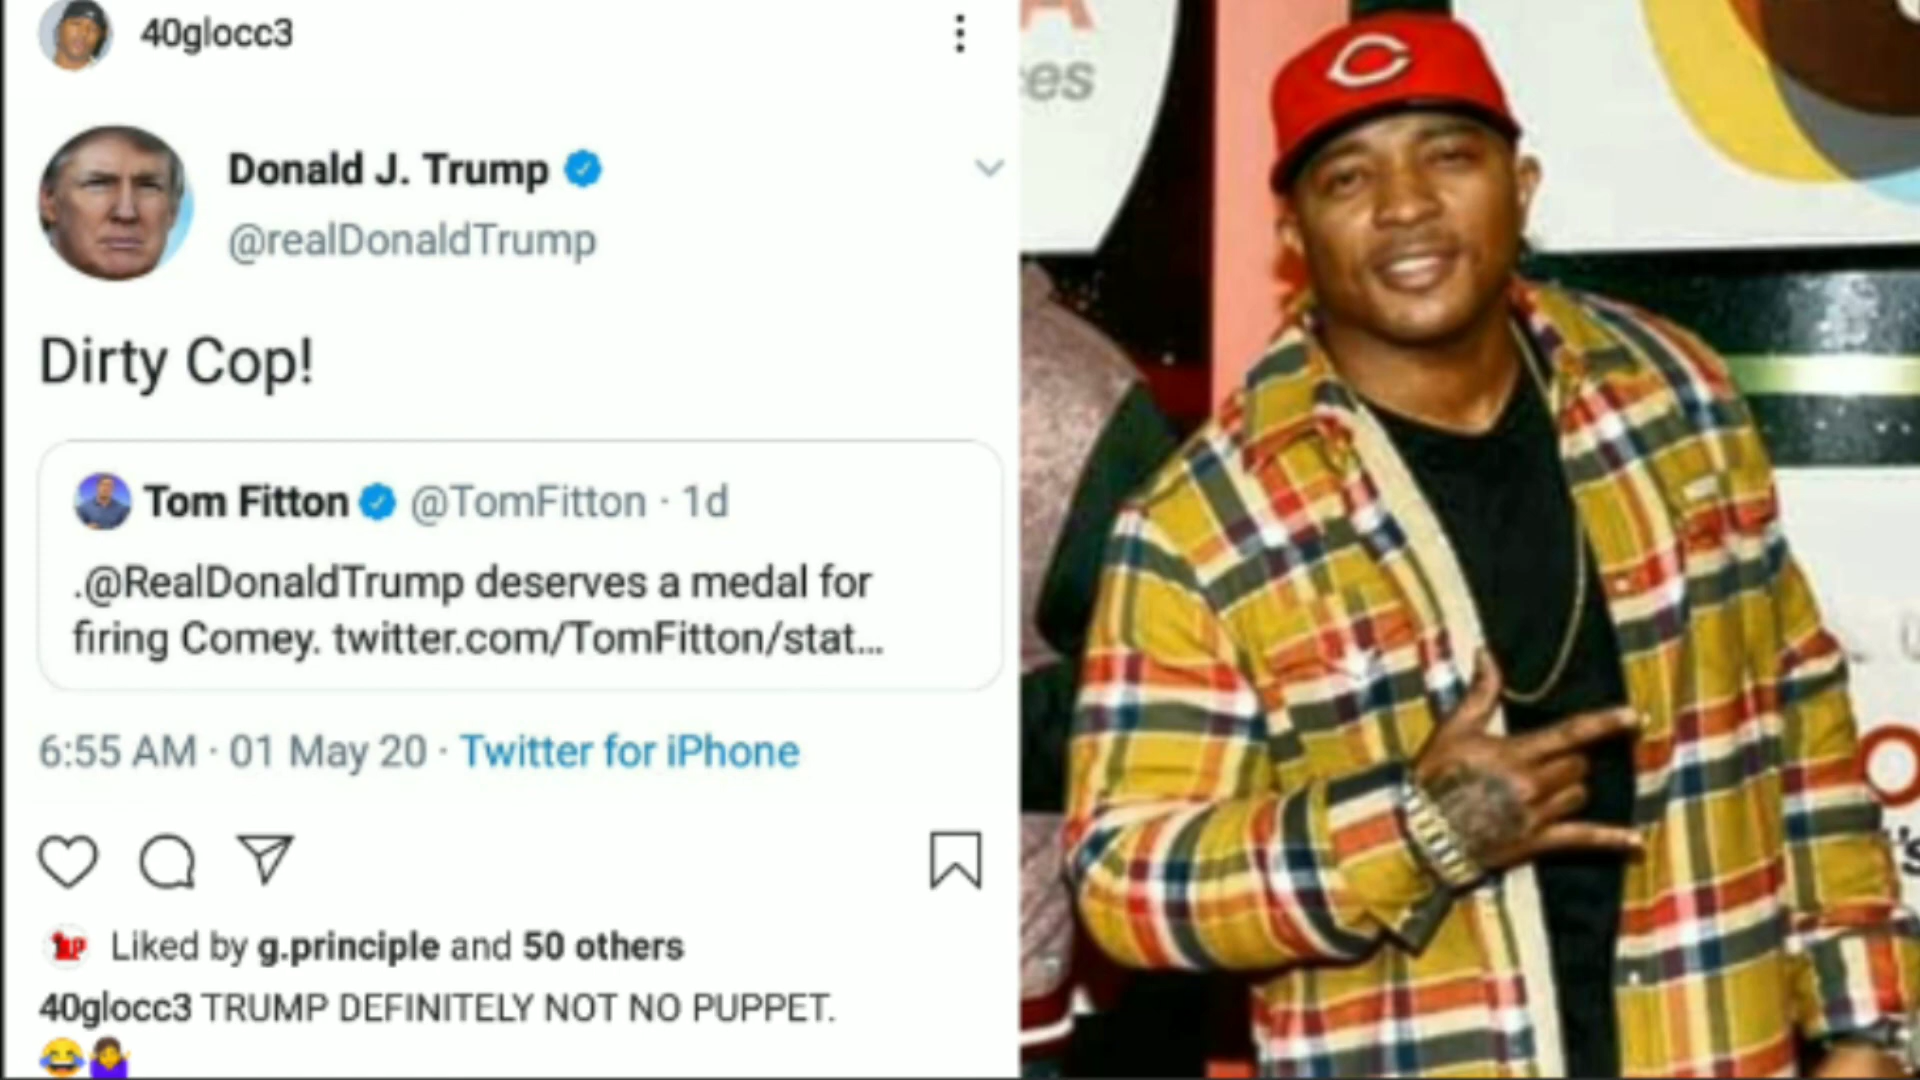 40glocc3
Donald J. Trump
@realDonaldTrump
Dirty Cop!
Tom Fitton @TomFitton · 1d
.@RealDonaldTrump deserves a medal for
firing Comey. twitter.com/TomFitton/stat...
6:55 AM · 01 May 20 · Twitter for iPhone
Liked by g.principle and 50 others
40glocc3 TRUMP DEFINITELY NOT NO PUPPET.
😂🤷‍♀️
A
es
C